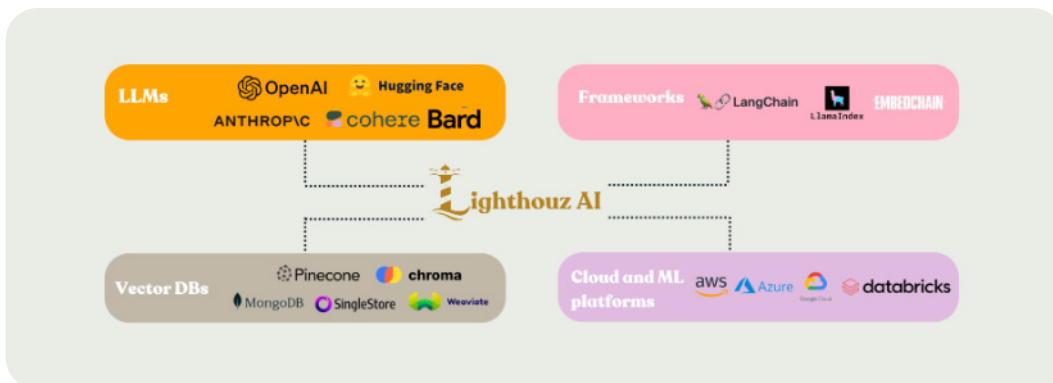 LLMs
OpenAI
Hugging Face
ANTHROP\C
cohere
Bard
Frameworks
LangChain
LlamaIndex
EMBEDCHAIN
Lighthouz AI
Vector DBs
Pinecone
chroma
MongoDB
SingleStore
Weaviate
Cloud and ML
platforms
aws
Azure
Google Cloud
databricks